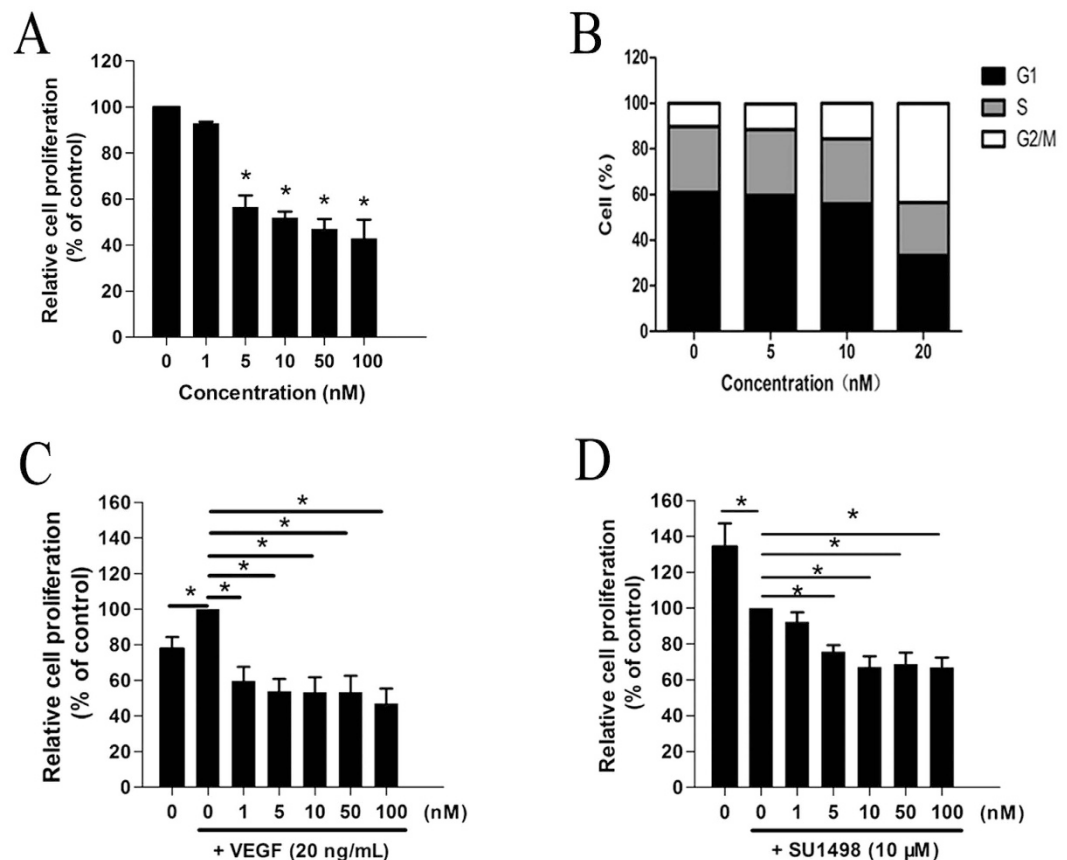 A
Relative cell proliferation
(% of control)
120
100
80
60
40
20
0
* * * *
0 1 5 10 50 100
Concentration (nM)
B
Cell (%)
120
100
80
60
40
20
0
G1
S
G2/M
0 5 10 20
Concentration (nM)
C
Relative cell proliferation
(% of control)
160
140
120
100
80
60
40
20
0
*
*
*
*
* *
0 0 1 5 10 50 100 (nM)
+ VEGF (20 ng/mL)
D
Relative cell proliferation
(% of control)
160
140
120
100
80
60
40
20
0
*
*
*
*
*
0 0 1 5 10 50 100 (nM)
+ SU1498 (10 µM)